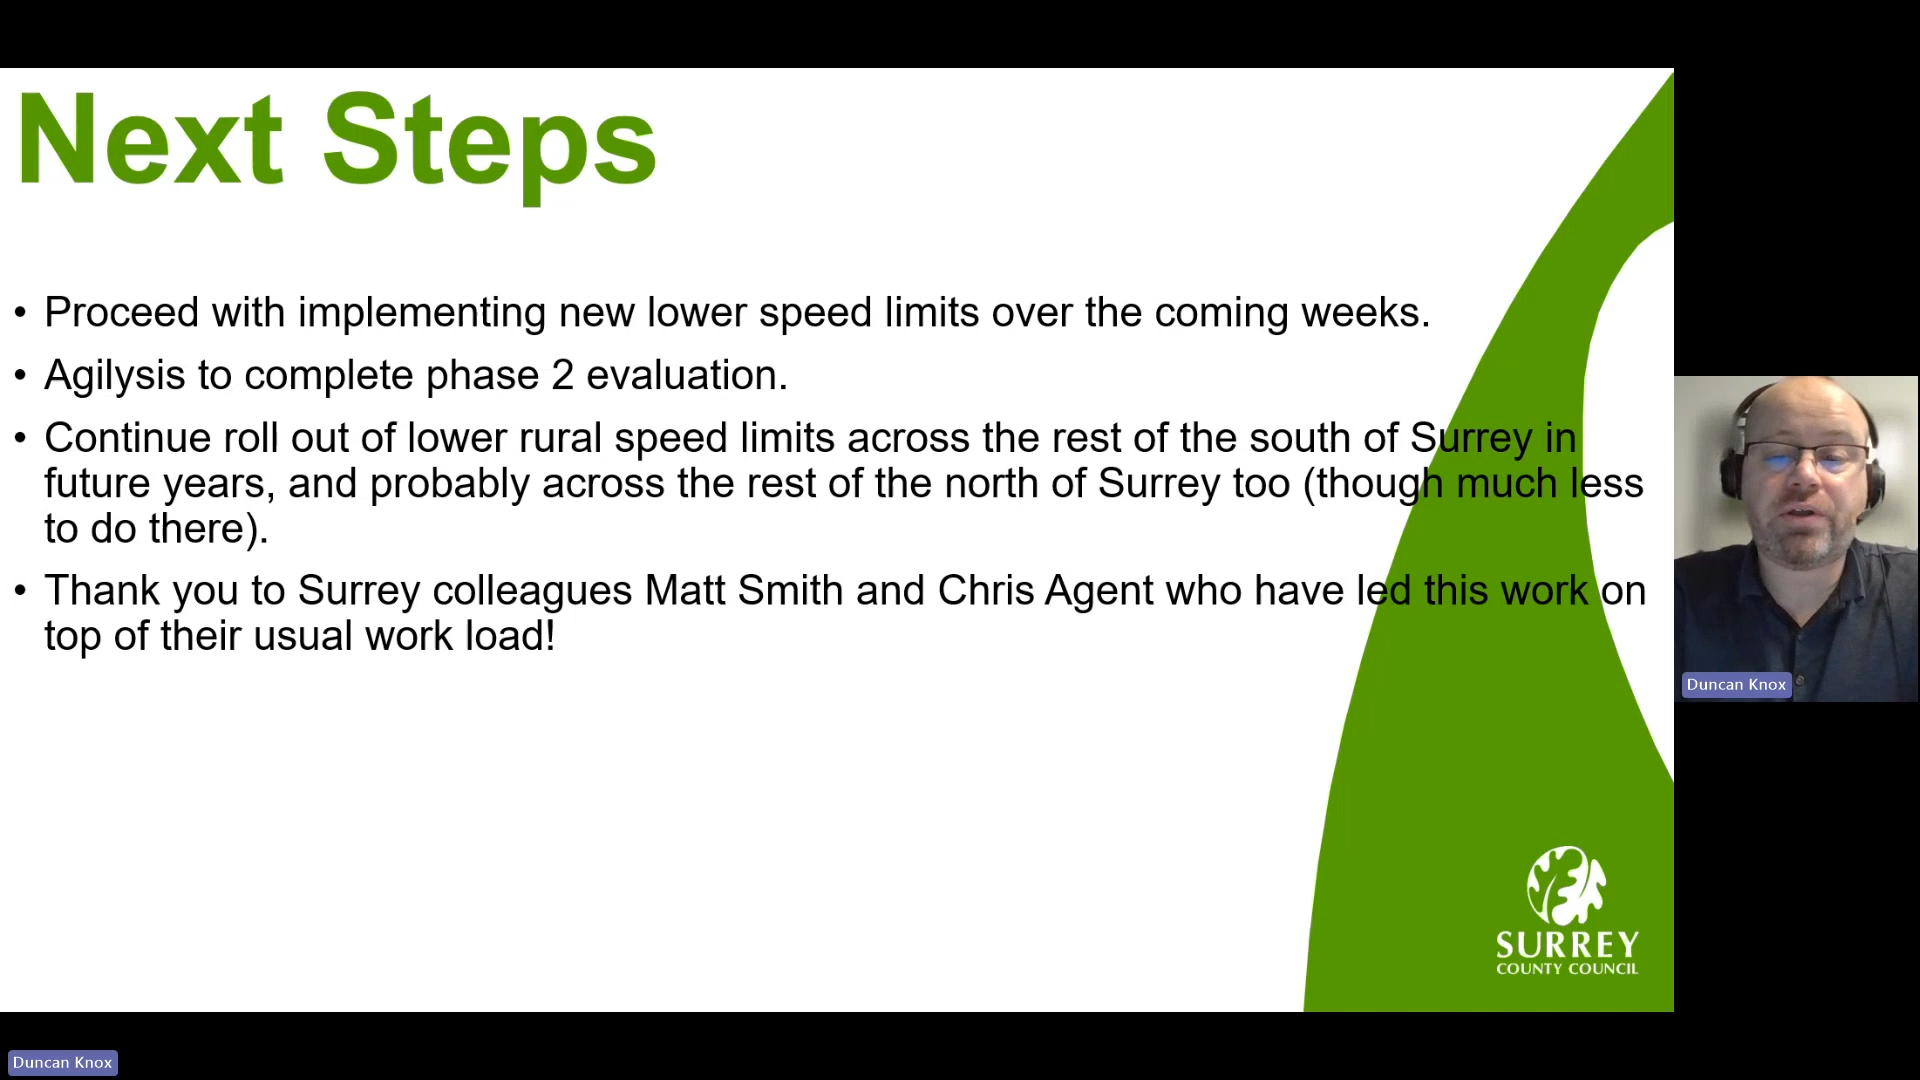 Next Steps
• Proceed with implementing new lower speed limits over the coming weeks.
• Agilysis to complete phase 2 evaluation.
• Continue roll out of lower rural speed limits across the rest of the south of Surrey in
future years, and probably across the rest of the north of Surrey too (though much less
to do there).
• Thank you to Surrey colleagues Matt Smith and Chris Agent who have led this work on
top of their usual work load!
Duncan Knox
SURREY
COUNTY COUNCIL
Duncan Knox